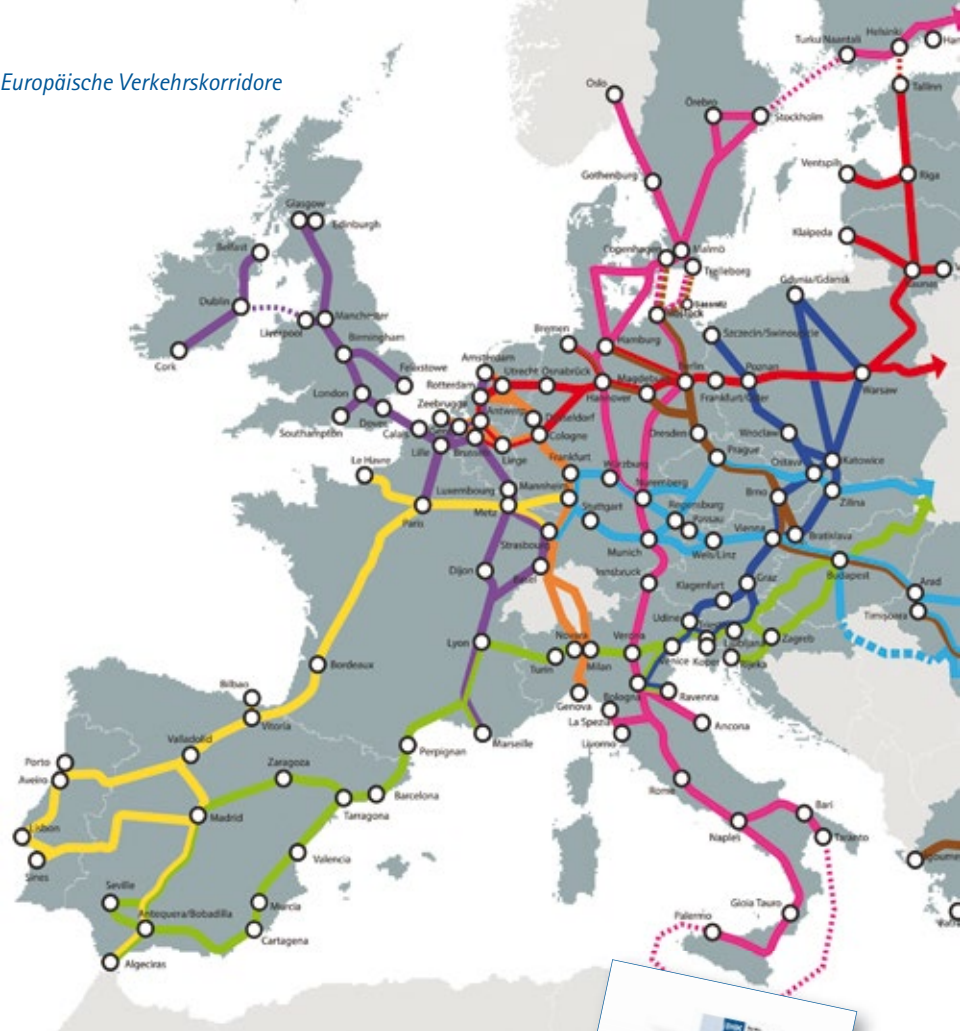 Europäische Verkehrskorridore
Helsinki
Turku Naantali
Oslo
Tallinn
Örebro
Stockholm
Ventspils
Riga
Gothenburg
Glasgow
Edinburgh
Klaipeda
Belfast
Copenhagen
Malmö
Trelleborg
Gdynia/Gdansk
Dublin
Liverpool
Manchester
Bremen
Szczecin/Swinoujscie
Birmingham
Hamburg
Cork
Amsterdam
Felixstowe
Utrecht
Osnabrück
Berlin
Poznan
Rotterdam
Magdeburg
Warsaw
London
Zeebrugge
Hannover
Frankfurt/Oder
Antwerp
Düsseldorf
Southampton
Dover
Calais
Cologne
Dresden
Wroclaw
Lille
Brussels
Liege
Prague
Le Havre
Frankfurt
Würzburg
Ostava
Katowice
Luxembourg
Mannheim
Nuremberg
Brno
Zilina
Paris
Metz
Stuttgart
Regensburg
Passau
Vienna
Bratislava
Strasbourg
Munich
Wels/Linz
Dijon
Basel
Innsbruck
Klagenfurt
Graz
Budapest
Arad
Timişoara
Udine
Lyon
Novara
Verona
Ljubljana
Zagreb
Turin
Milan
Venice
Koper
Rijeka
Bordeaux
Bilbao
Genova
Bologna
Ravenna
Vitoria
La Spezia
Ancona
Valladolid
Marseille
Livorno
Porto
Perpignan
Aveiro
Zaragoza
Rome
Barcelona
Madrid
Tarragona
Bari
Lisbon
Naples
Taranto
Valencia
Sines
Seville
Murcia
Gioia Tauro
Antequera/Bobadilla
Palermo
Cartagena
Algeciras